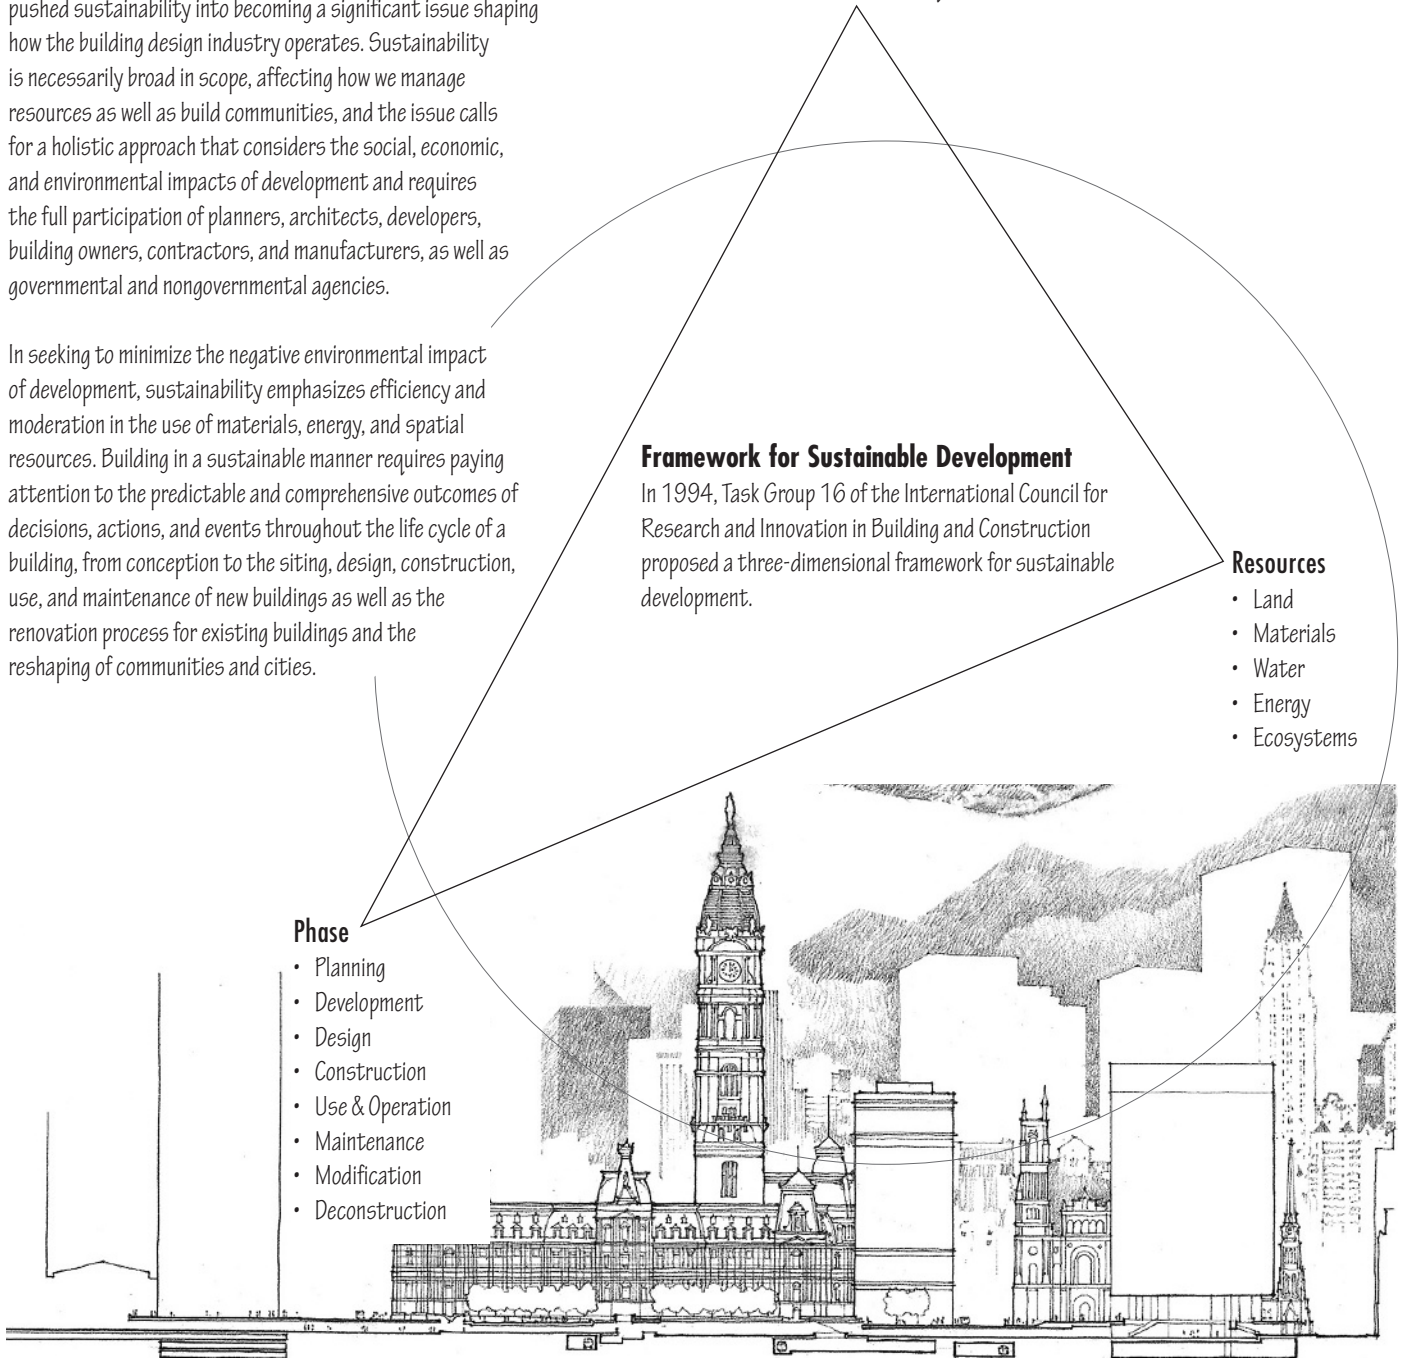 pushed sustainability into becoming a significant issue shaping
how the building design industry operates. Sustainability
is necessarily broad in scope, affecting how we manage
resources as well as build communities, and the issue calls
for a holistic approach that considers the social, economic,
and environmental impacts of development and requires
the full participation of planners, architects, developers,
building owners, contractors, and manufacturers, as well as
governmental and nongovernmental agencies.
In seeking to minimize the negative environmental impact
of development, sustainability emphasizes efficiency and
moderation in the use of materials, energy, and spatial
resources. Building in a sustainable manner requires paying
attention to the predictable and comprehensive outcomes of
decisions, actions, and events throughout the life cycle of a
building, from conception to the siting, design, construction,
use, and maintenance of new buildings as well as the
renovation process for existing buildings and the
reshaping of communities and cities.
Framework for Sustainable Development
In 1994, Task Group 16 of the International Council for
Research and Innovation in Building and Construction
proposed a three-dimensional framework for sustainable
development.
Resources
• Land
• Materials
• Water
• Energy
• Ecosystems
Phase
• Planning
• Development
• Design
• Construction
• Use & Operation
• Maintenance
• Modification
• Deconstruction